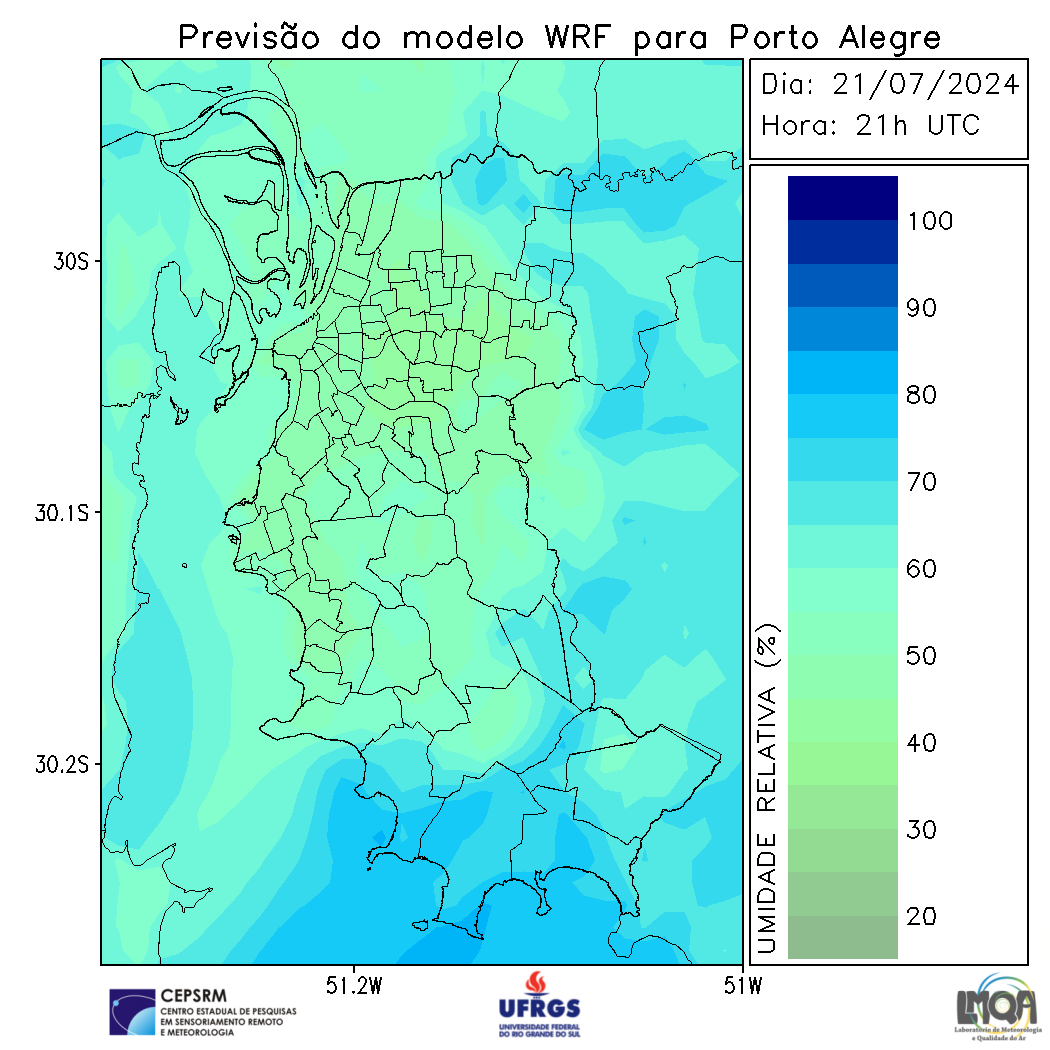 Previsão do modelo WRF para Porto Alegre
Dia: 21/07/2024
Hora: 21h UTC
30S
30.1S
30.2S
51.2W
51W
UMIDADE RELATIVA (%)
100
90
80
70
60
50
40
30
20
CEPSRM
CENTRO ESTADUAL DE PESQUISAS
EM SENSORIAMENTO REMOTO
E METEOROLOGIA
UFRGS
UNIVERSIDADE FEDERAL
DO RIO GRANDE DO SUL
LMQA
Laboratório de Meteorologia
e Qualidade do Ar